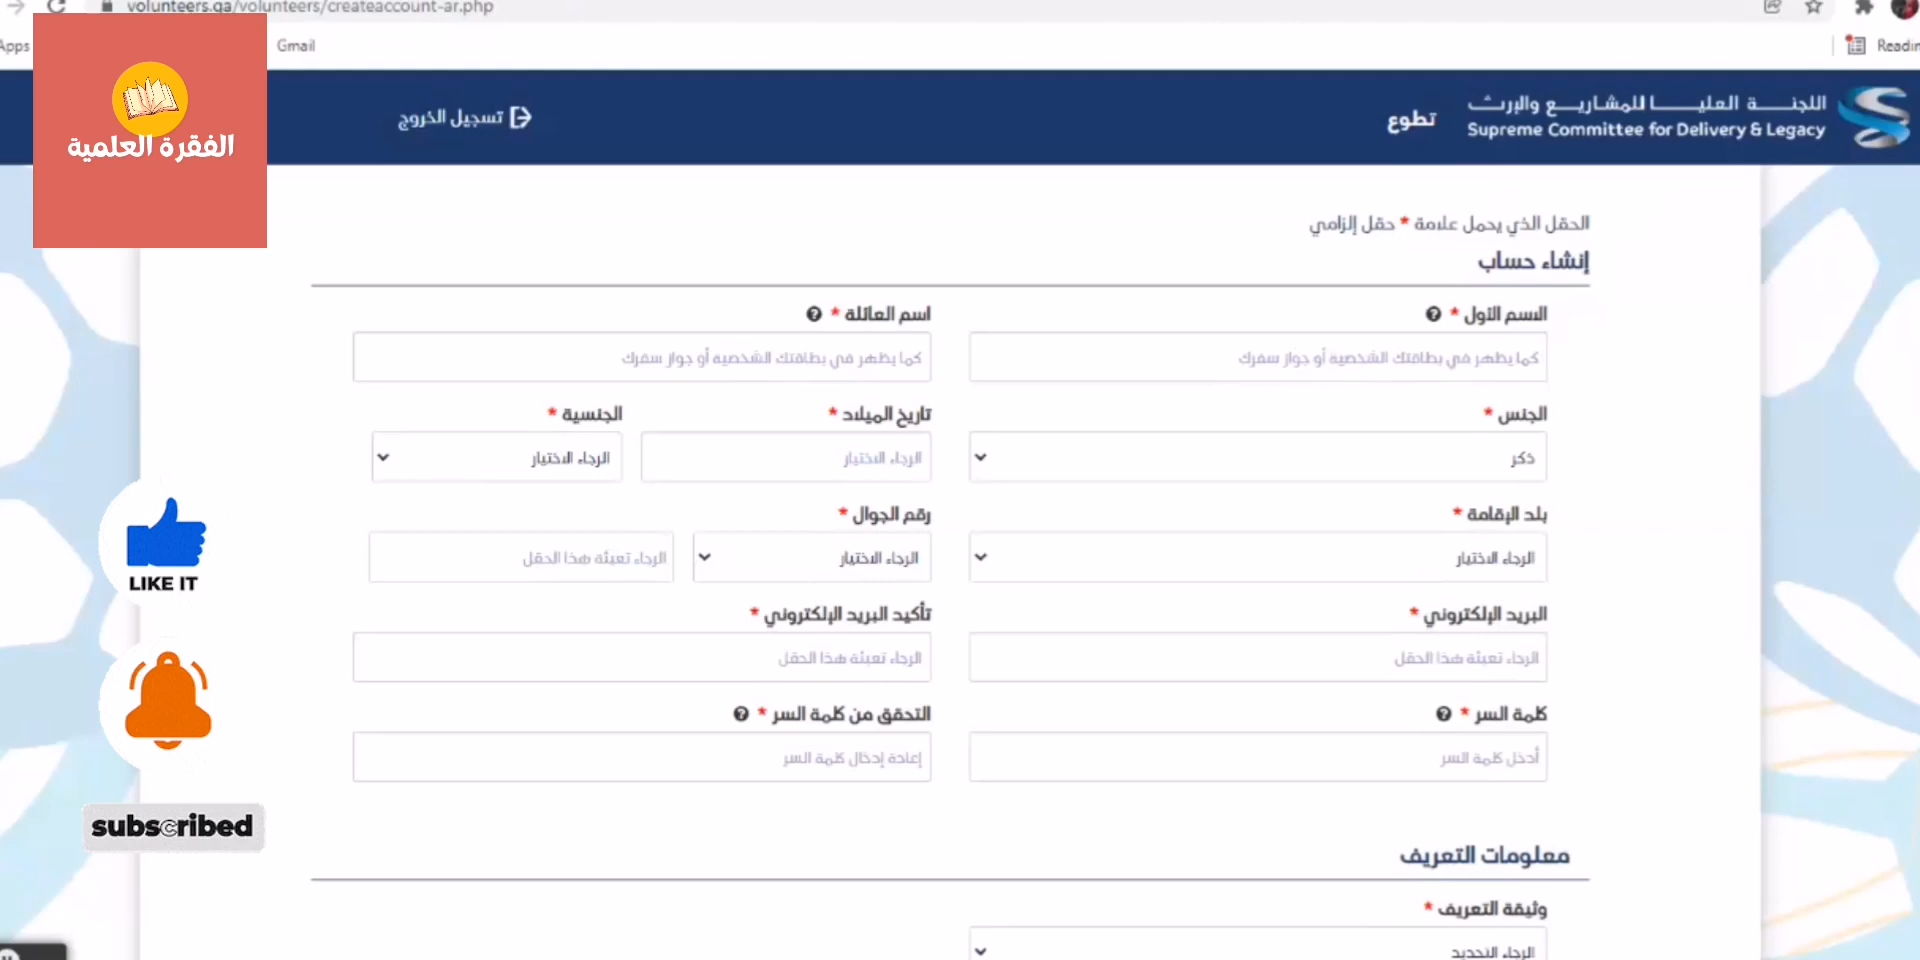 volunteers.qa/volunteers/createaccount-ar.php
Apps
Gmail
الفقرة العلمية
تسجيل الخروج
تطوع
اللجنة العليا للمشاريع والإرث
Supreme Committee for Delivery & Legacy
الحقل الذي يحمل علامة * حقل إلزامي
إنشاء حساب
الاسم الأول *
اسم العائلة *
كما يظهر في بطاقتك الشخصية أو جواز سفرك
كما يظهر في بطاقتك الشخصية أو جواز سفرك
الجنس *
تاريخ الميلاد *
الجنسية *
ذكر
الرجاء الاختيار
الرجاء الاختيار
بلد الإقامة *
رقم الجوال *
الرجاء الاختيار
الرجاء الاختيار
الرجاء تعبئة هذا الحقل
البريد الإلكتروني *
تأكيد البريد الإلكتروني *
الرجاء تعبئة هذا الحقل
الرجاء تعبئة هذا الحقل
كلمة السر *
التحقق من كلمة السر *
أدخل كلمة السر
إعادة إدخال كلمة السر
LIKE IT
subscribed
معلومات التعريف
وثيقة التعريف *
الرجاء التحديد